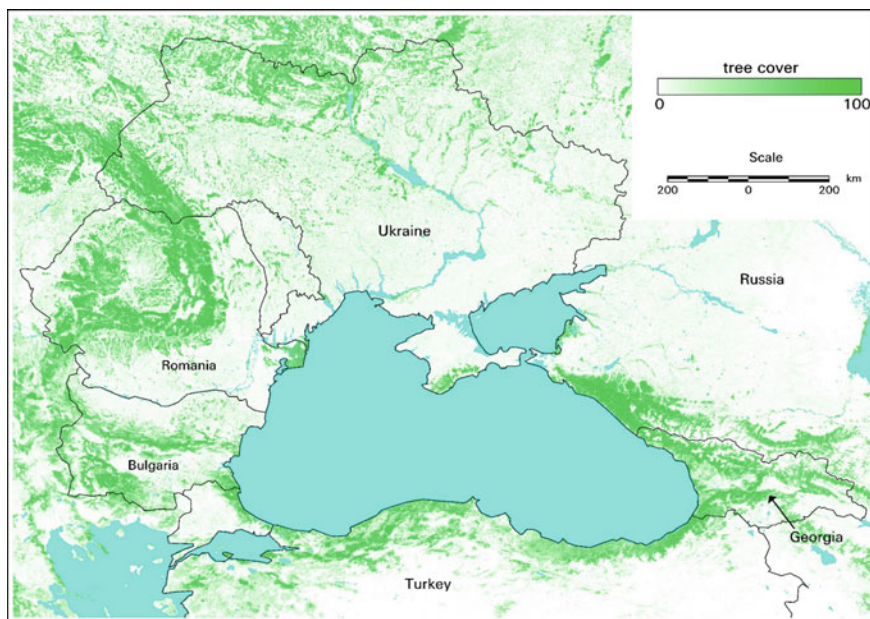 tree cover
0 100
Scale
200 0 200 km
Ukraine
Russia
Romania
Bulgaria
Georgia
Turkey